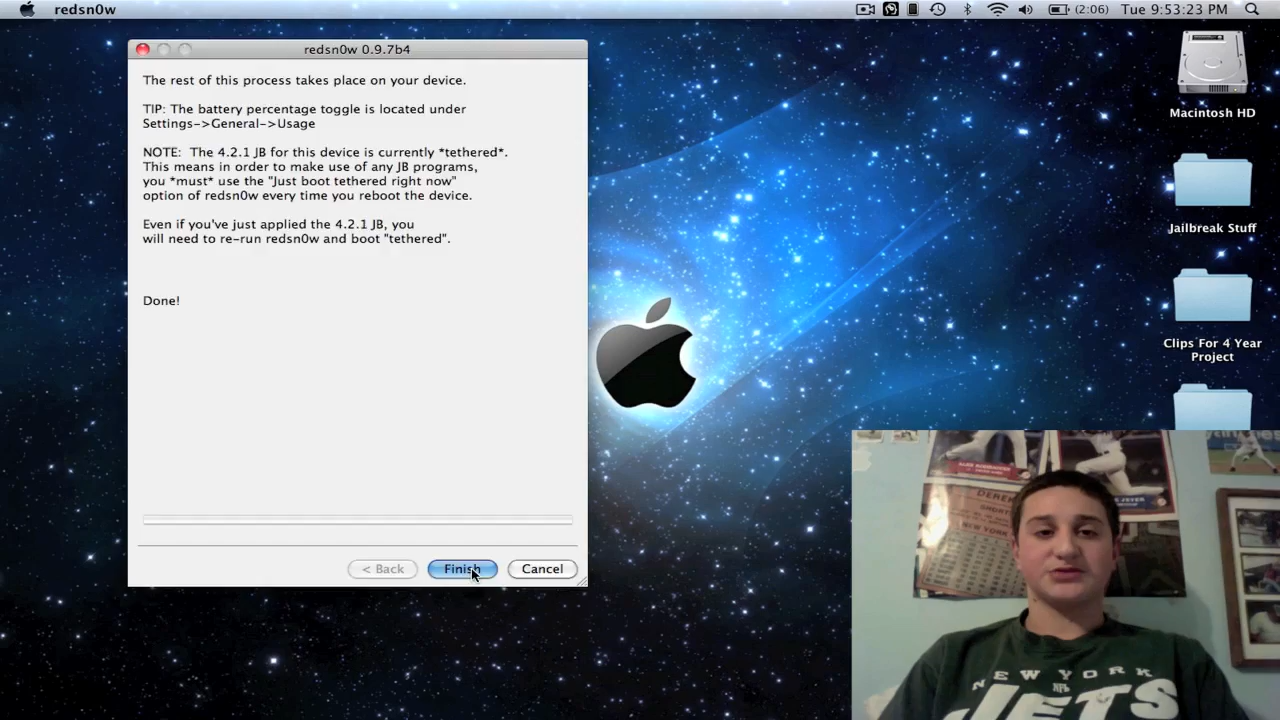 redsn0w
(2:06)
Tue 9:53:23 PM
redsn0w 0.9.7b4
The rest of this process takes place on your device.
TIP: The battery percentage toggle is located under
Settings->General->Usage
NOTE: The 4.2.1 JB for this device is currently *tethered*.
This means in order to make use of any JB programs,
you *must* use the "Just boot tethered right now"
option of redsn0w every time you reboot the device.
Even if you've just applied the 4.2.1 JB, you
will need to re-run redsn0w and boot "tethered".
Done!
< Back
Finish
Cancel
Macintosh HD
Jailbreak Stuff
Clips For 4 Year
Project
DEREK
NEW YORK
NFL
JETS